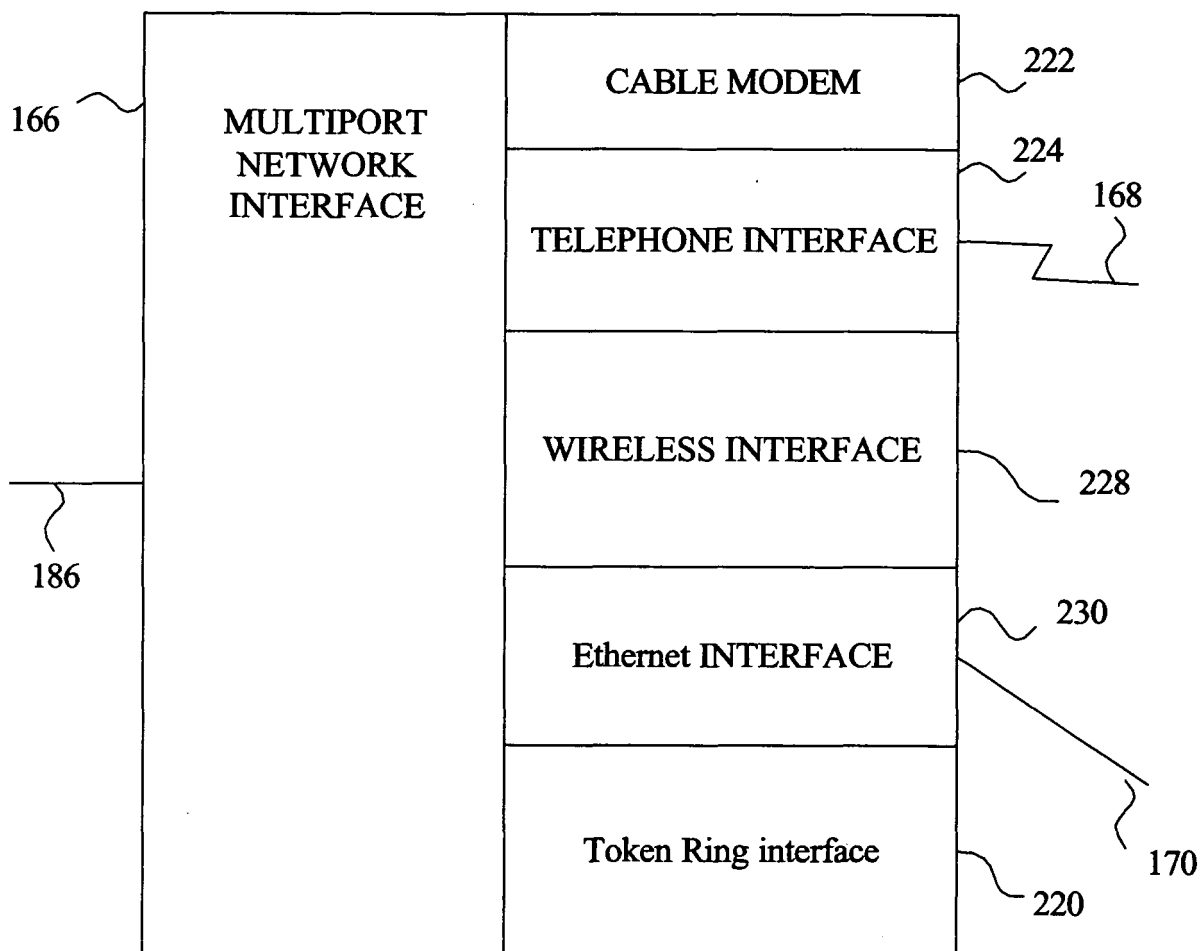 166
MULTIPORT
NETWORK
INTERFACE
CABLE MODEM
222
224
TELEPHONE INTERFACE
168
WIRELESS INTERFACE
228
186
Ethernet INTERFACE
230
170
Token Ring interface
220